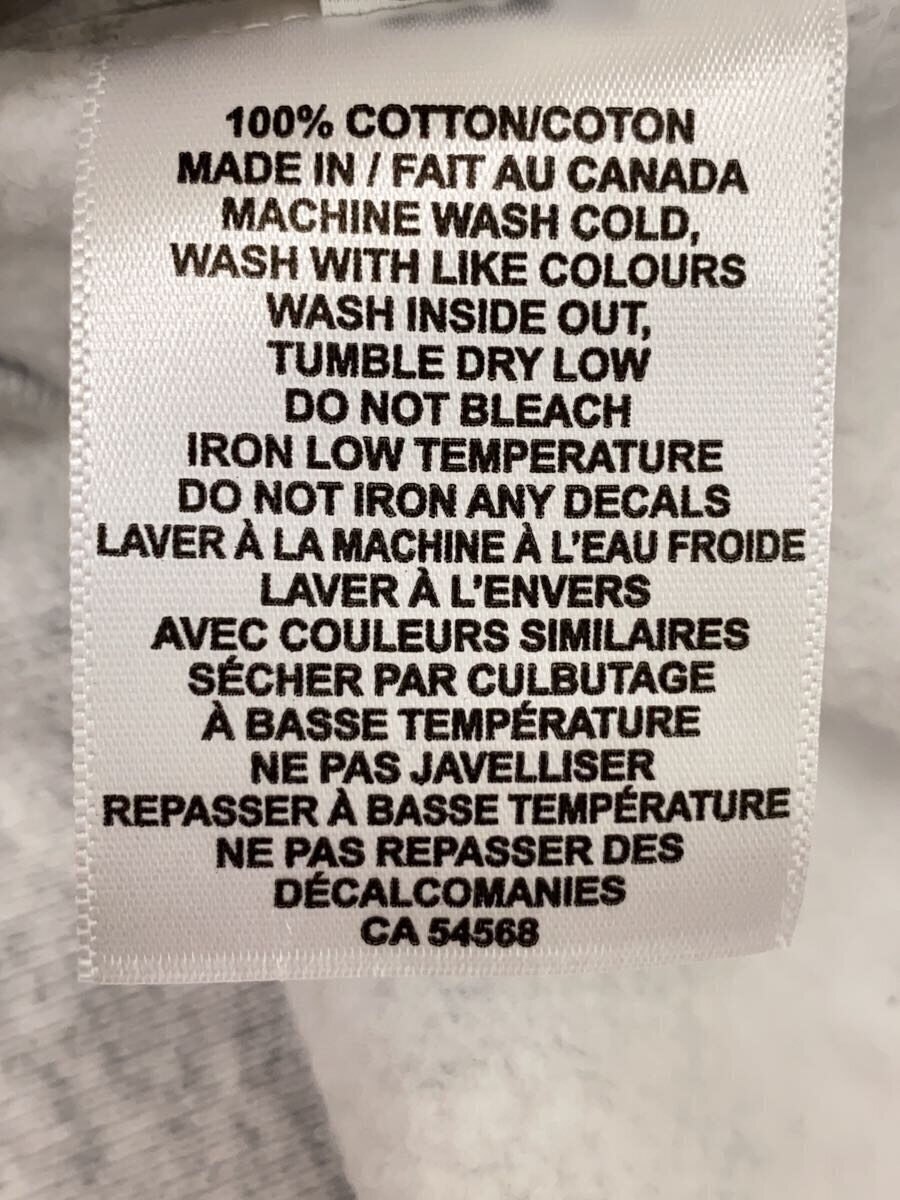 100% COTTON/COTON
MADE IN / FAIT AU CANADA
MACHINE WASH COLD,
WASH WITH LIKE COLOURS
WASH INSIDE OUT,
TUMBLE DRY LOW
DO NOT BLEACH
IRON LOW TEMPERATURE
DO NOT IRON ANY DECALS
LAVER À LA MACHINE À L'EAU FROIDE
LAVER À L'ENVERS
AVEC COULEURS SIMILAIRES
SÉCHER PAR CULBUTAGE
À BASSE TEMPÉRATURE
NE PAS JAVELLISER
REPASSER À BASSE TEMPÉRATURE
NE PAS REPASSER DES
DÉCALCOMANIES
CA 54568